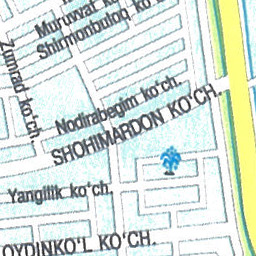 Muruvvat ko'ch.
Shirmonbuloq ko'ch.
Zumrad ko'ch.
Nodirabegim ko'ch.
SHOHIMARDON KO'CH.
Yangilik ko'ch.
OYDINKO'L KO'CH.